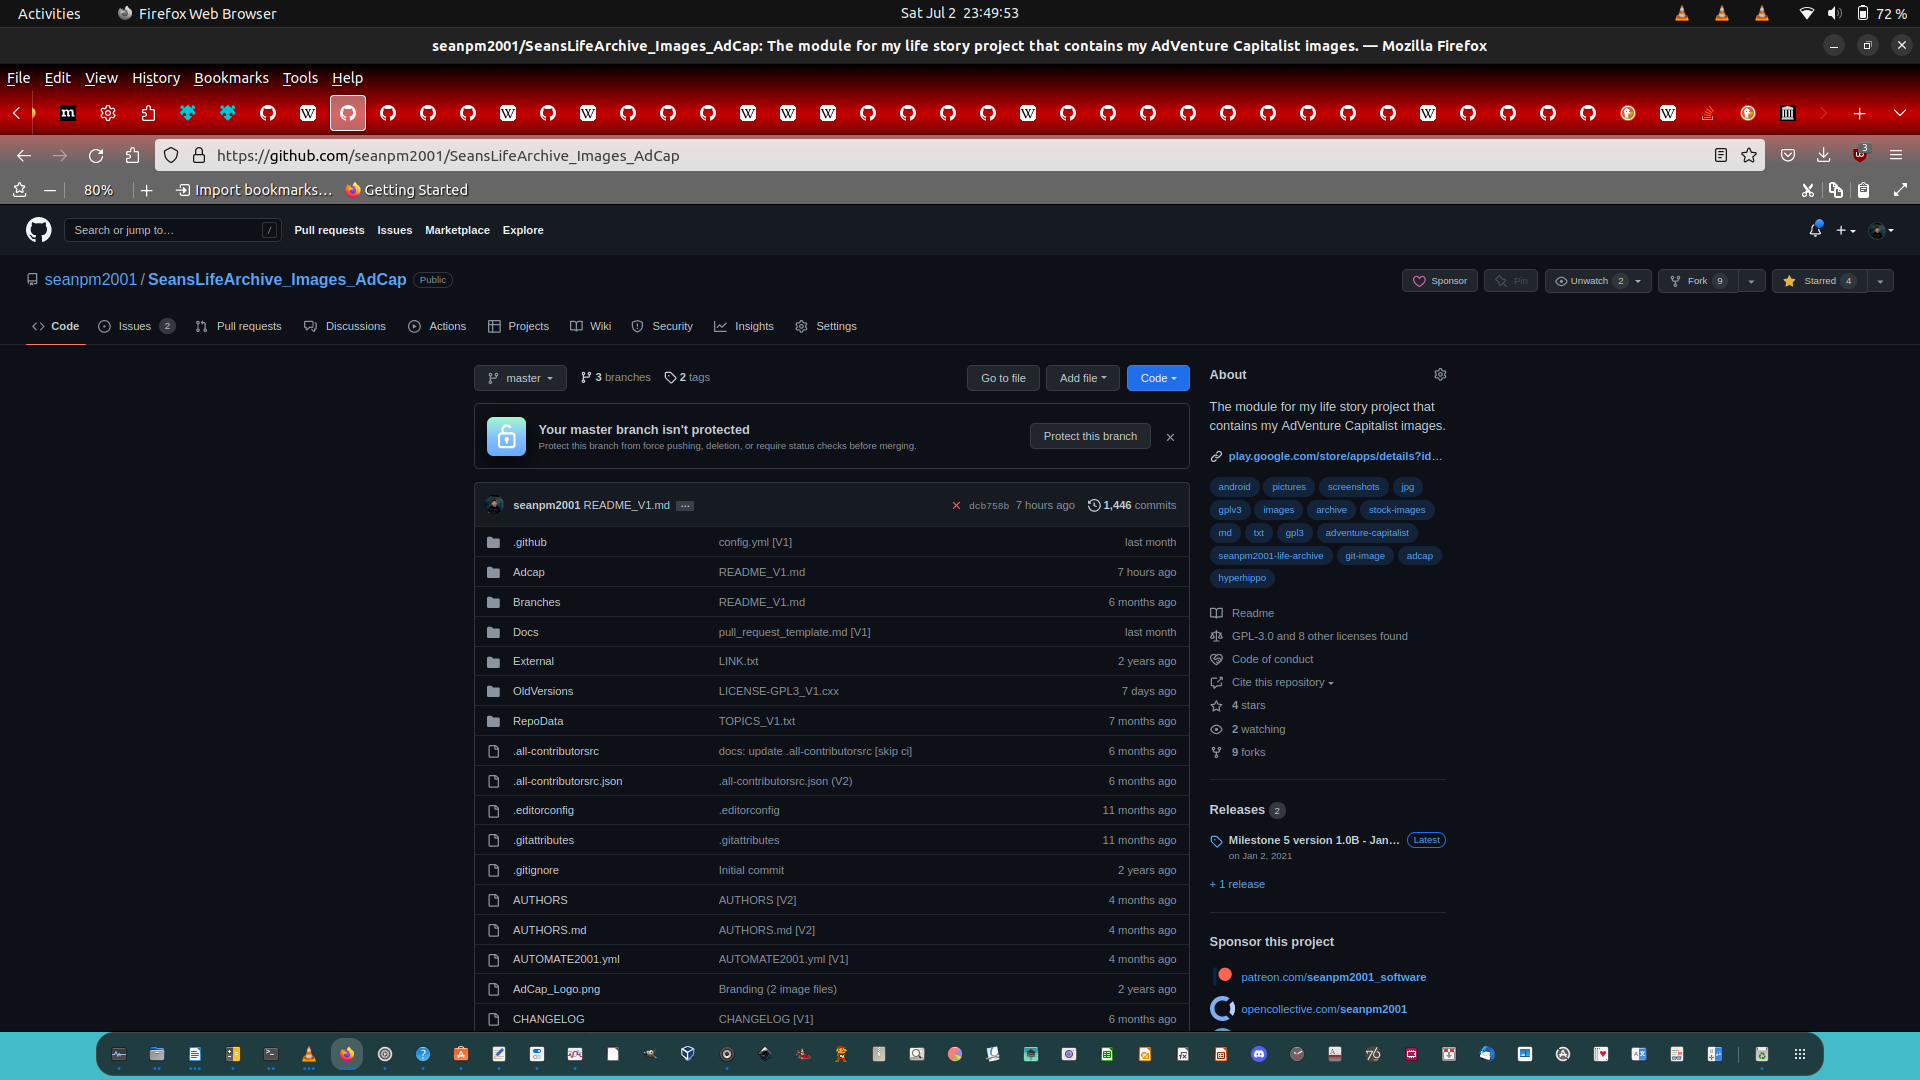 Activities Firefox Web Browser Sat Jul 2 23:49:53 72 %
seanpm2001/SeansLifeArchive_Images_AdCap: The module for my life story project that contains my AdVenture Capitalist images. — Mozilla Firefox
File Edit View History Bookmarks Tools Help
https://github.com/seanpm2001/SeansLifeArchive_Images_AdCap 3
80% Import bookmarks… Getting Started
Search or jump to… / Pull requests Issues Marketplace Explore
seanpm2001 / SeansLifeArchive_Images_AdCap Public Sponsor Pin Unwatch 2 Fork 9 Starred 4
Code Issues 2 Pull requests Discussions Actions Projects Wiki Security Insights Settings
master 3 branches 2 tags Go to file Add file Code
Your master branch isn't protected
Protect this branch from force pushing, deletion, or require status checks before merging.
Protect this branch
seanpm2001 README_V1.md … dcb758b 7 hours ago 1,446 commits
.github config.yml [V1] last month
Adcap README_V1.md 7 hours ago
Branches README_V1.md 6 months ago
Docs pull_request_template.md [V1] last month
External LINK.txt 2 years ago
OldVersions LICENSE-GPL3_V1.cxx 7 days ago
RepoData TOPICS_V1.txt 7 months ago
.all-contributorsrc docs: update .all-contributorsrc [skip ci] 6 months ago
.all-contributorsrc.json .all-contributorsrc.json (V2) 6 months ago
.editorconfig .editorconfig 11 months ago
.gitattributes .gitattributes 11 months ago
.gitignore Initial commit 2 years ago
AUTHORS AUTHORS [V2] 4 months ago
AUTHORS.md AUTHORS.md [V2] 4 months ago
AUTOMATE2001.yml AUTOMATE2001.yml [V1] 4 months ago
AdCap_Logo.png Branding (2 image files) 2 years ago
CHANGELOG CHANGELOG [V1] 6 months ago
About
The module for my life story project that
contains my AdVenture Capitalist images.
play.google.com/store/apps/details?id…
android pictures screenshots jpg
gplv3 images archive stock-images
md txt gpl3 adventure-capitalist
seanpm2001-life-archive git-image adcap
hyperhippo
Readme
GPL-3.0 and 8 other licenses found
Code of conduct
Cite this repository
4 stars
2 watching
9 forks
Releases 2
Milestone 5 version 1.0B - Jan… Latest
on Jan 2, 2021
+ 1 release
Sponsor this project
patreon.com/seanpm2001_software
opencollective.com/seanpm2001